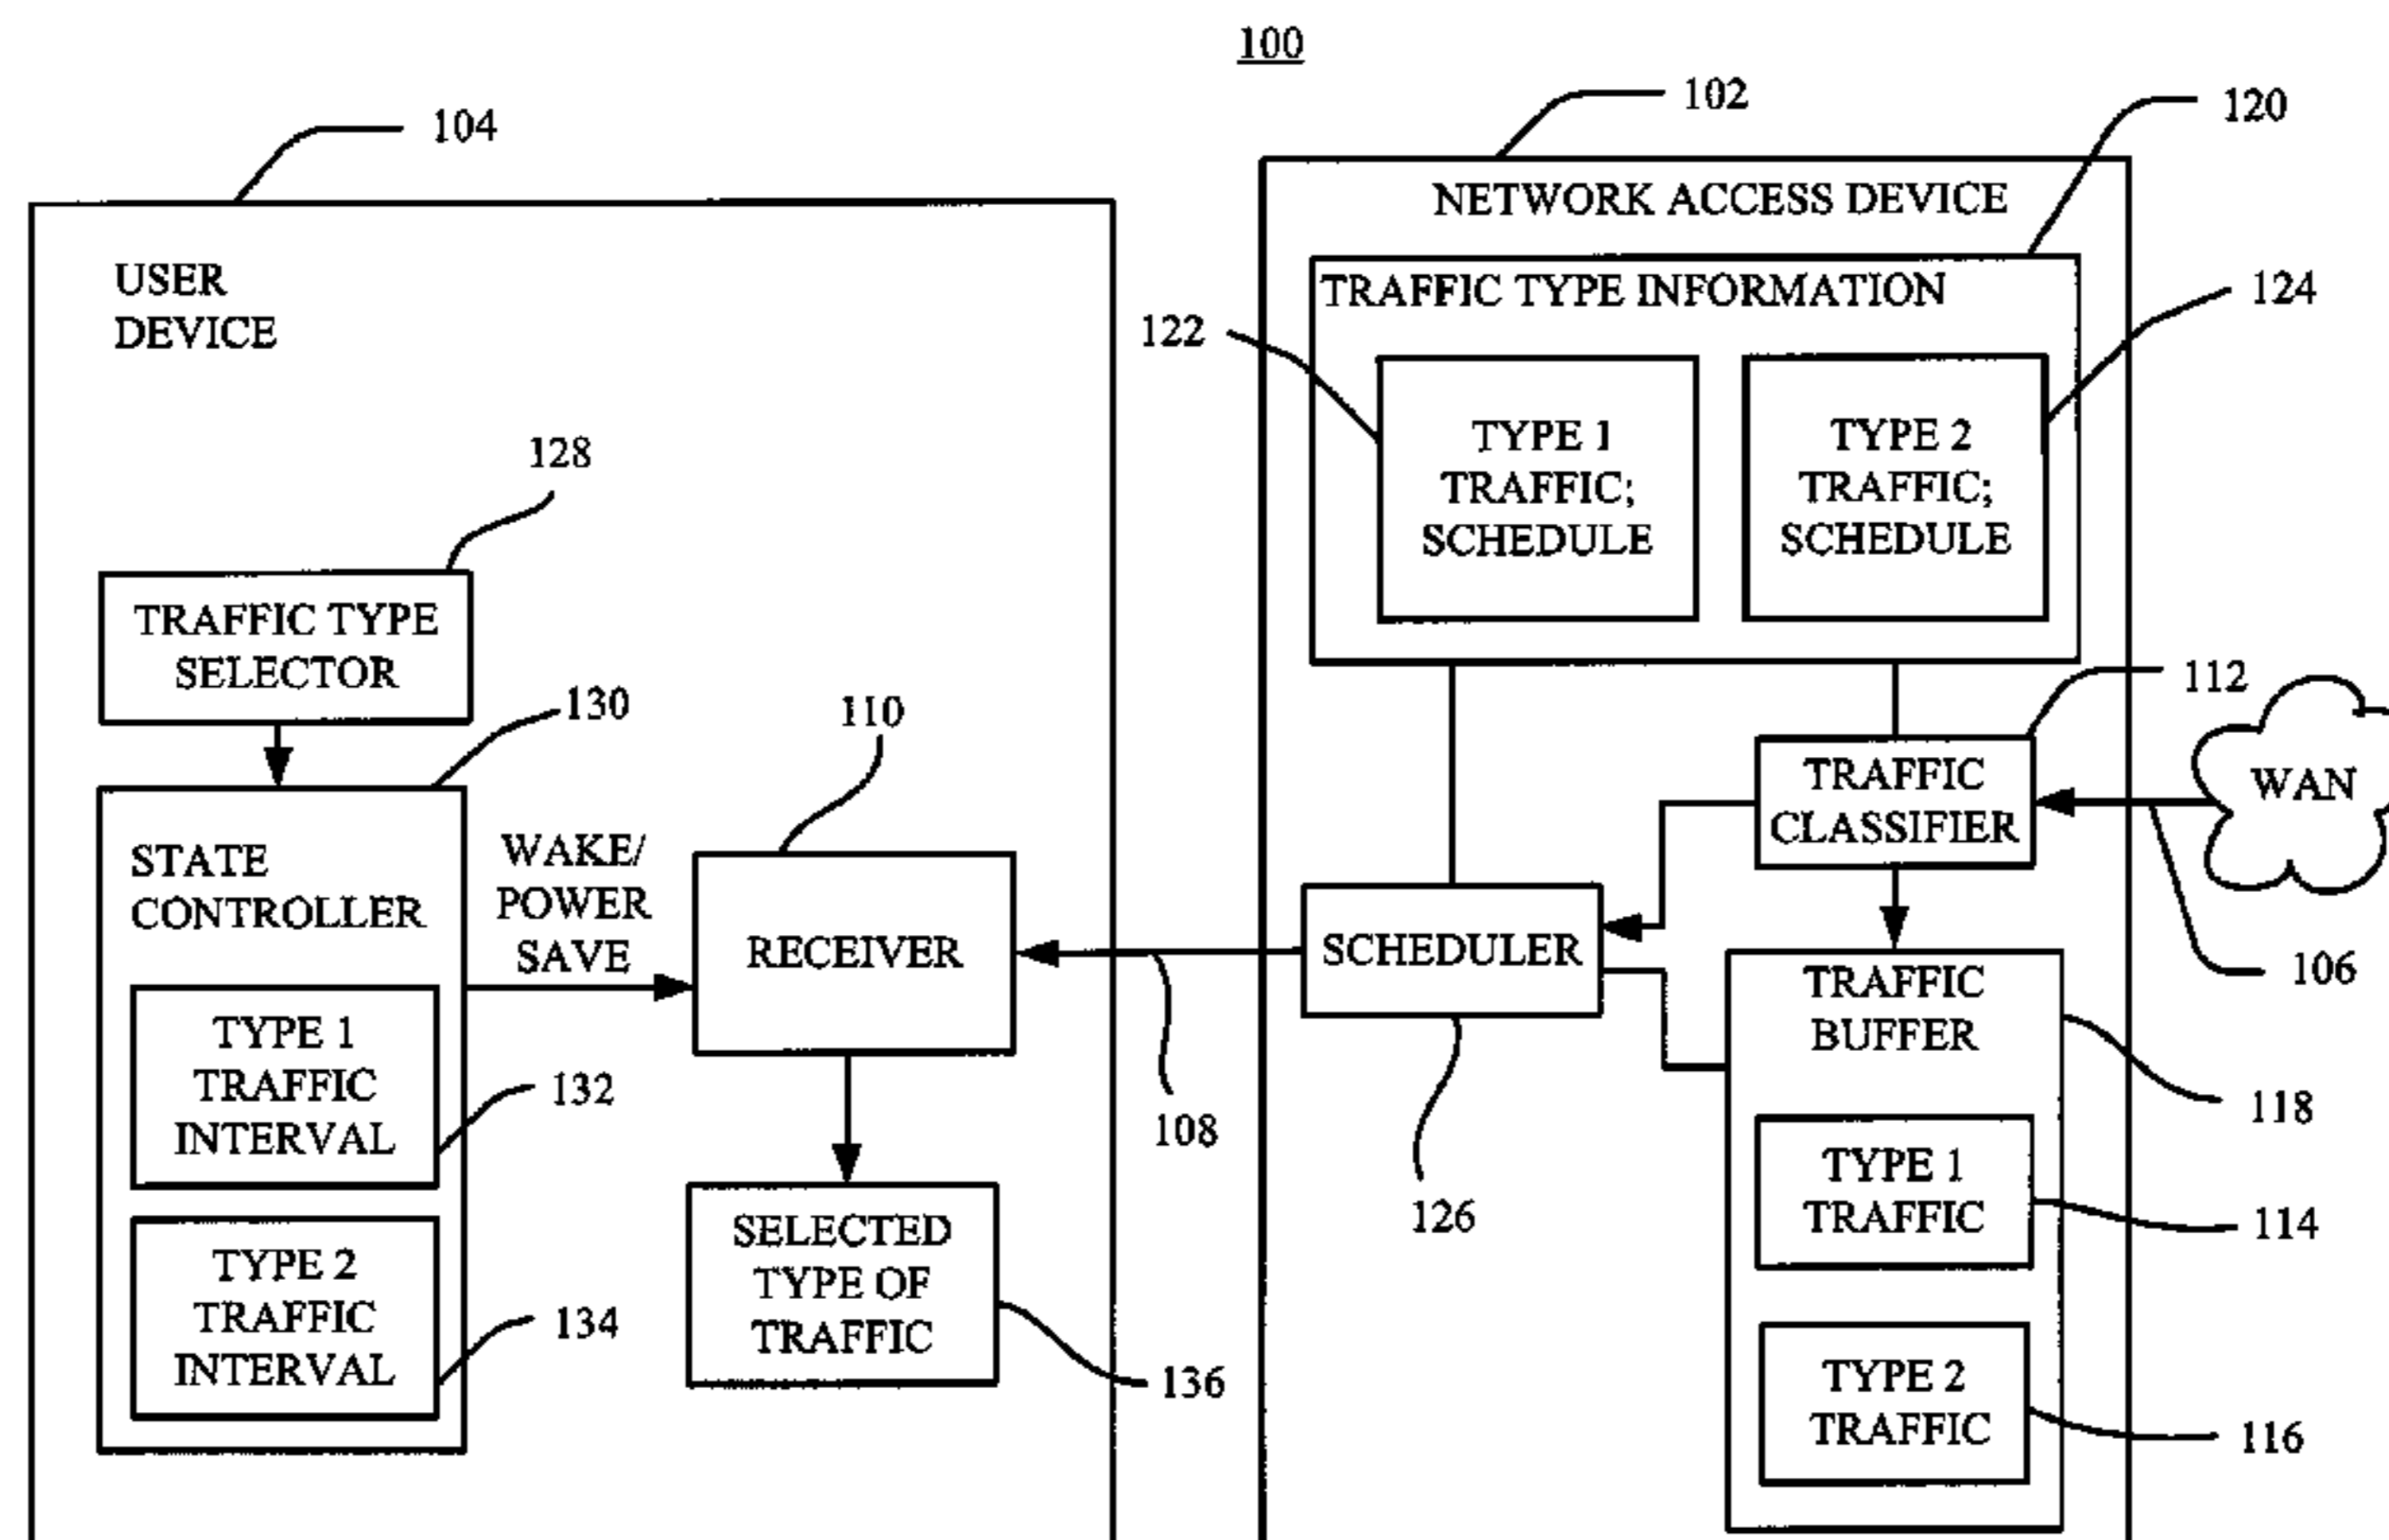 100
102
120
104
NETWORK ACCESS DEVICE
USER
DEVICE
TRAFFIC TYPE INFORMATION
124
122
TYPE 1
TRAFFIC;
SCHEDULE
TYPE 2
TRAFFIC;
SCHEDULE
128
TRAFFIC TYPE
SELECTOR
130
110
112
TRAFFIC
CLASSIFIER
WAN
106
STATE
CONTROLLER
WAKE/
POWER
SAVE
RECEIVER
SCHEDULER
108
126
TRAFFIC
BUFFER
118
TYPE 1
TRAFFIC
INTERVAL
132
TYPE 2
TRAFFIC
INTERVAL
134
SELECTED
TYPE OF
TRAFFIC
136
TYPE 1
TRAFFIC
114
TYPE 2
TRAFFIC
116